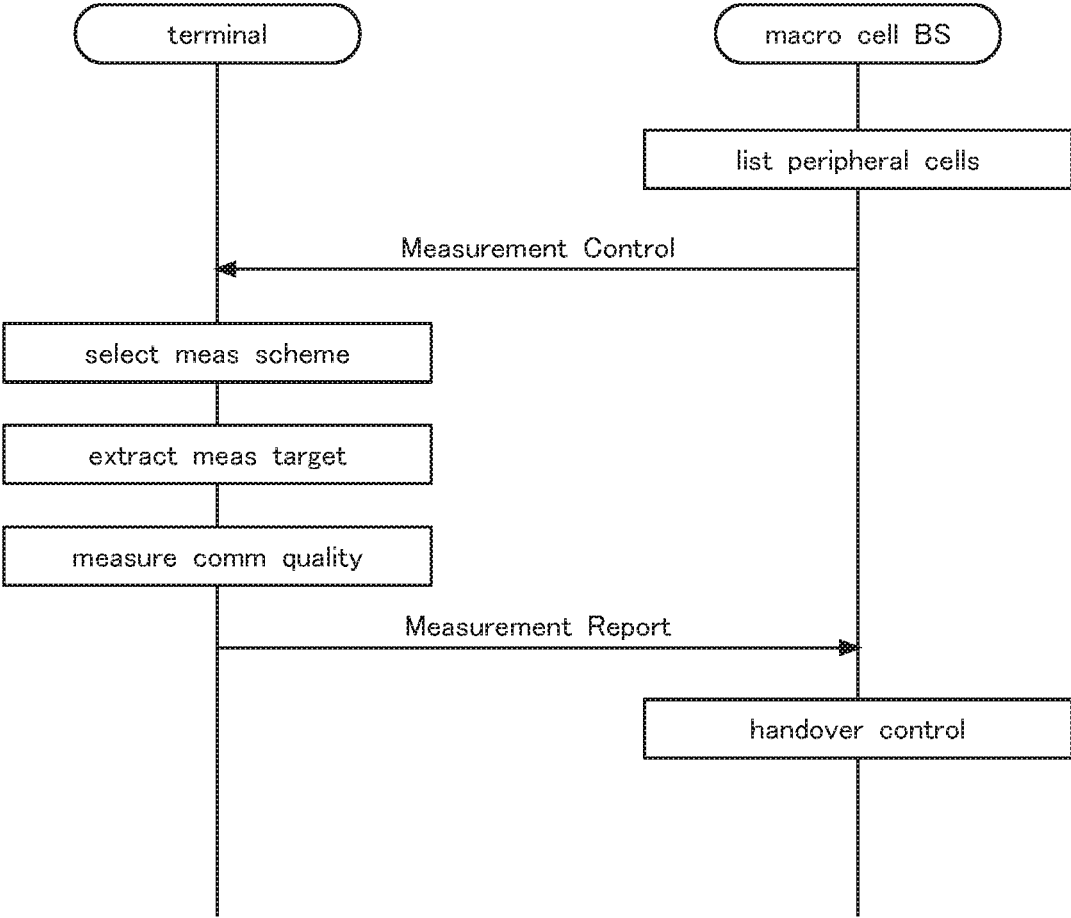 terminal
macro cell BS
list peripheral cells
Measurement Control
select meas scheme
extract meas target
measure comm quality
Measurement Report
handover control